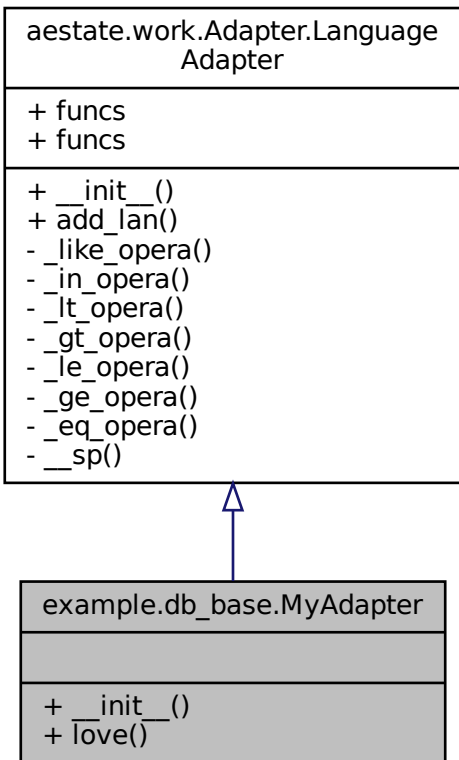 aestate.work.Adapter.Language
Adapter
+ funcs
+ funcs
+ __init__()
+ add_lan()
- _like_opera()
- _in_opera()
- _lt_opera()
- _gt_opera()
- _le_opera()
- _ge_opera()
- _eq_opera()
- __sp()
example.db_base.MyAdapter
+ __init__()
+ love()